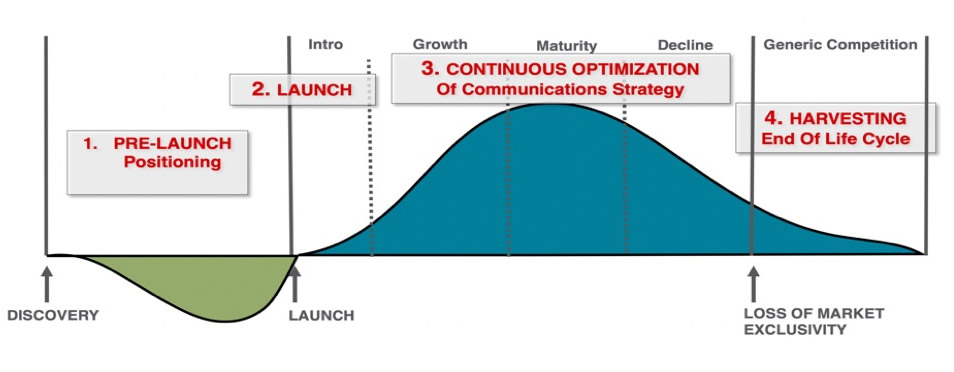 Intro
Growth
Maturity
Decline
Generic Competition
1. PRE-LAUNCH
Positioning
2. LAUNCH
3. CONTINUOUS OPTIMIZATION
Of Communications Strategy
4. HARVESTING
End Of Life Cycle
DISCOVERY
LAUNCH
LOSS OF MARKET
EXCLUSIVITY